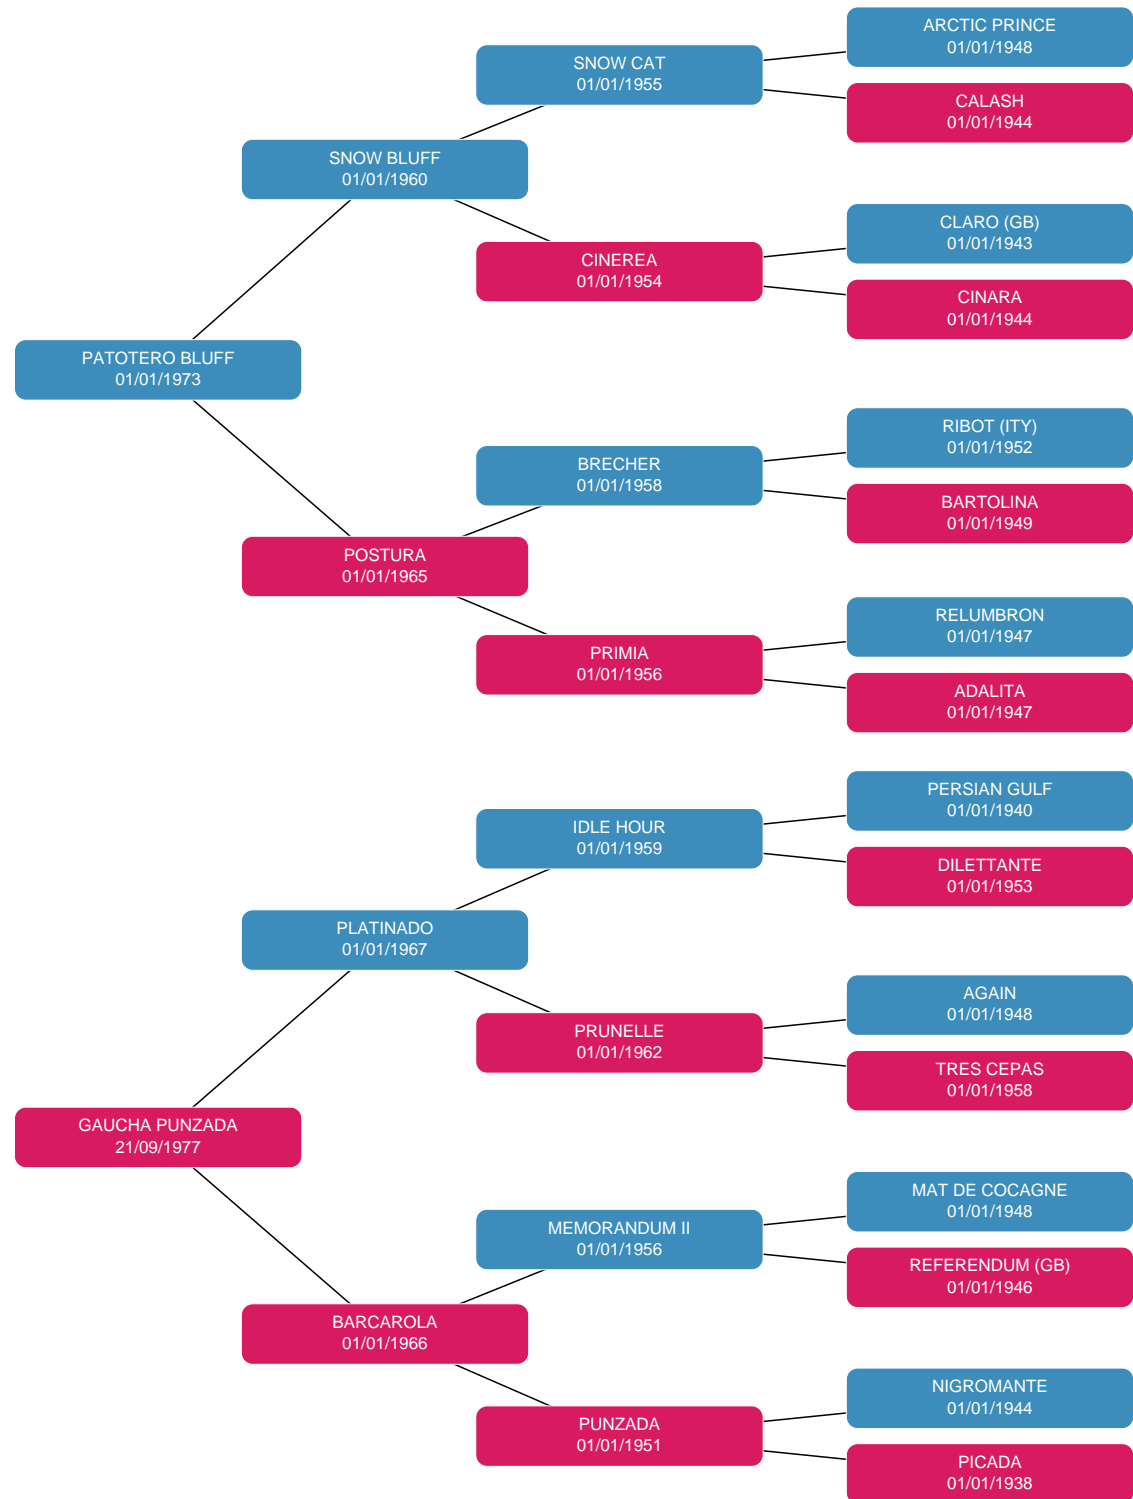 ARCTIC PRINCE
01/01/1948
SNOW CAT
01/01/1955
CALASH
01/01/1944
SNOW BLUFF
01/01/1960
CLARO (GB)
01/01/1943
CINEREA
01/01/1954
CINARA
01/01/1944
PATOTERO BLUFF
01/01/1973
RIBOT (ITY)
01/01/1952
BRECHER
01/01/1958
BARTOLINA
01/01/1949
POSTURA
01/01/1965
RELUMBRON
01/01/1947
PRIMIA
01/01/1956
ADALITA
01/01/1947
PERSIAN GULF
01/01/1940
IDLE HOUR
01/01/1959
DILETTANTE
01/01/1953
PLATINADO
01/01/1967
AGAIN
01/01/1948
PRUNELLE
01/01/1962
TRES CEPAS
01/01/1958
GAUCHA PUNZADA
21/09/1977
MAT DE COCAGNE
01/01/1948
MEMORANDUM II
01/01/1956
REFERENDUM (GB)
01/01/1946
BARCAROLA
01/01/1966
NIGROMANTE
01/01/1944
PUNZADA
01/01/1951
PICADA
01/01/1938